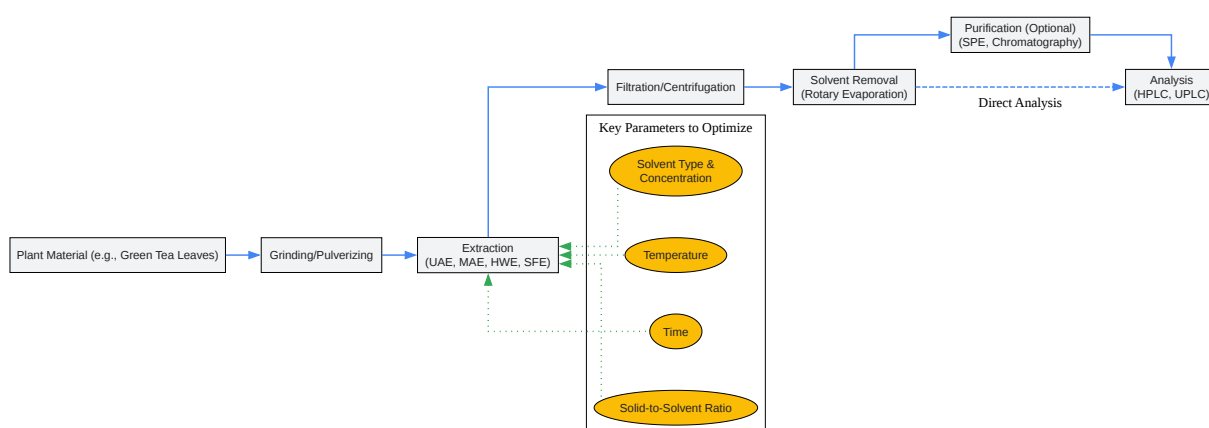 Purification (Optional)
(SPE, Chromatography)
Filtration/Centrifugation
Solvent Removal
(Rotary Evaporation)
Direct Analysis
Analysis
(HPLC, UPLC)
Key Parameters to Optimize
Solvent Type &
Concentration
Plant Material (e.g., Green Tea Leaves)
Grinding/Pulverizing
Extraction
(UAE, MAE, HWE, SFE)
Temperature
Time
Solid-to-Solvent Ratio